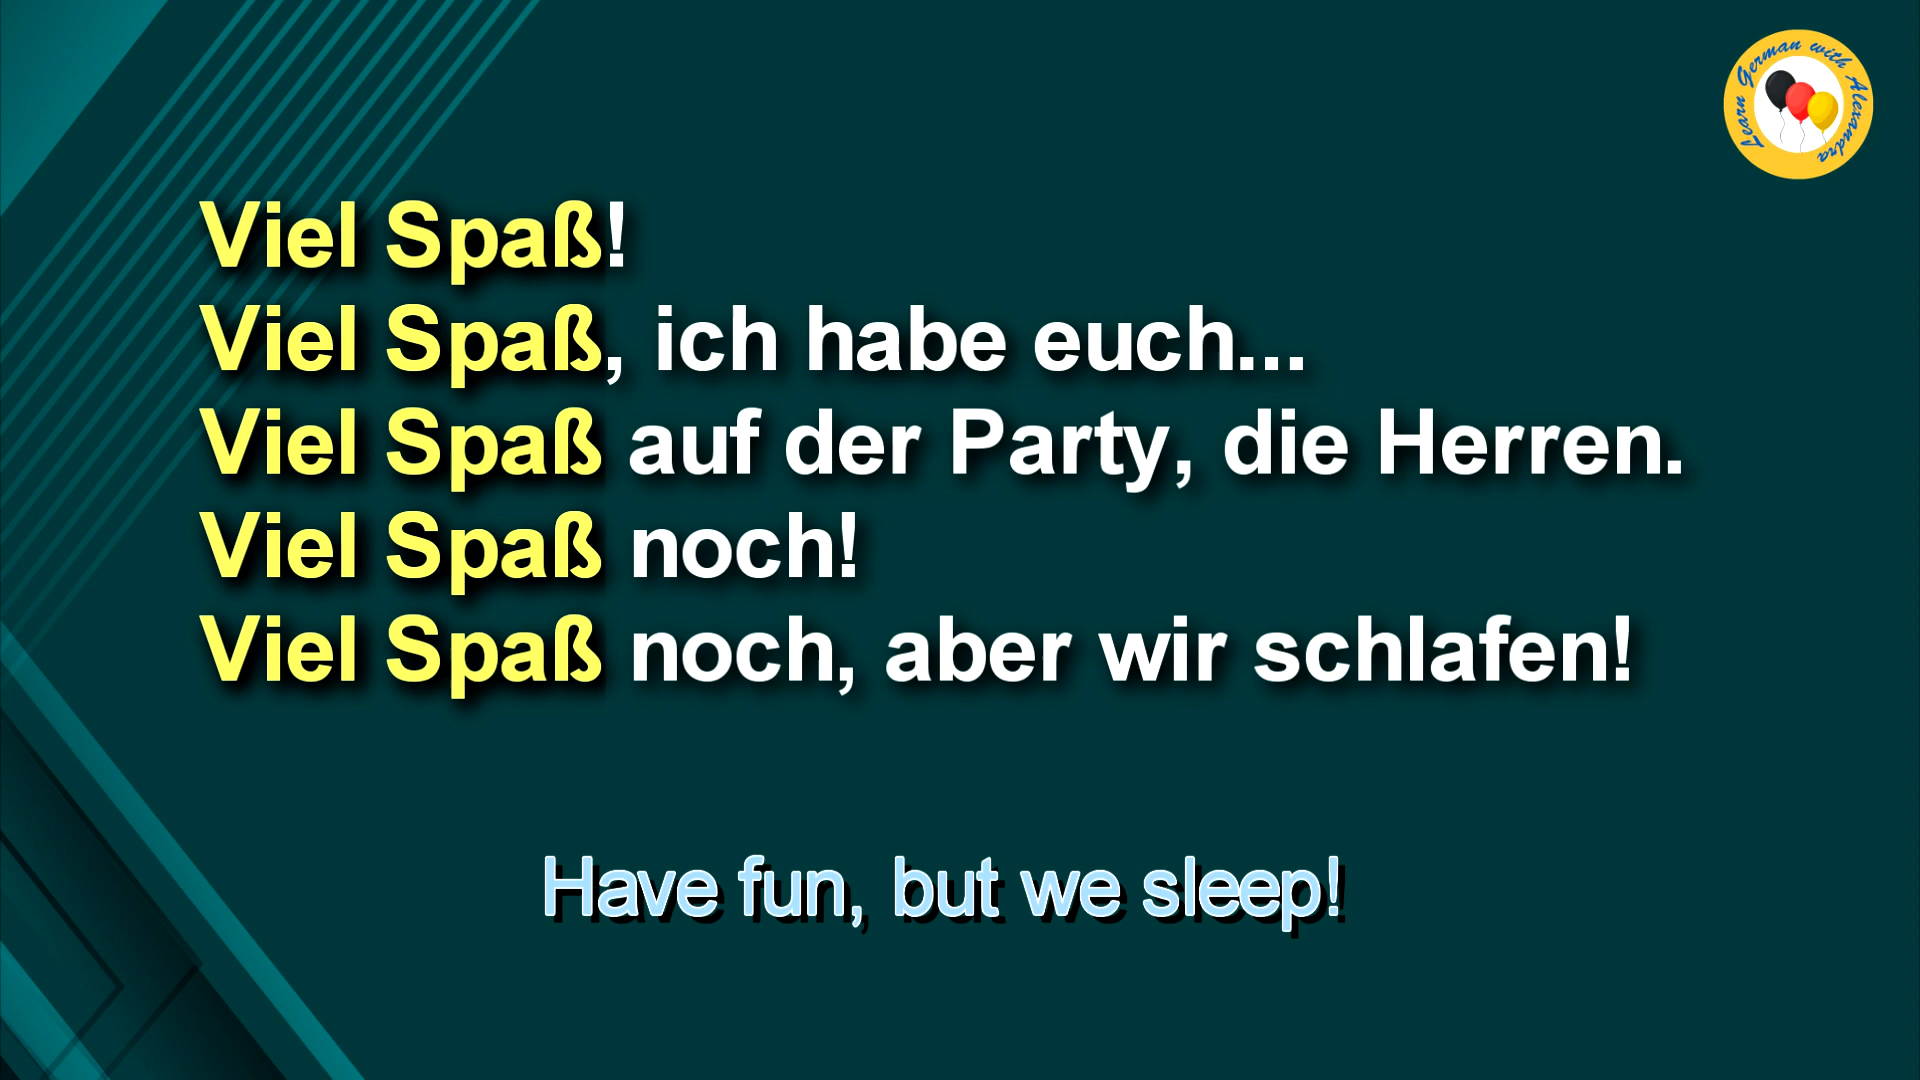 Learn German with Alexandra
Viel Spaß!
Viel Spaß, ich habe euch...
Viel Spaß auf der Party, die Herren.
Viel Spaß noch!
Viel Spaß noch, aber wir schlafen!
Have fun, but we sleep!